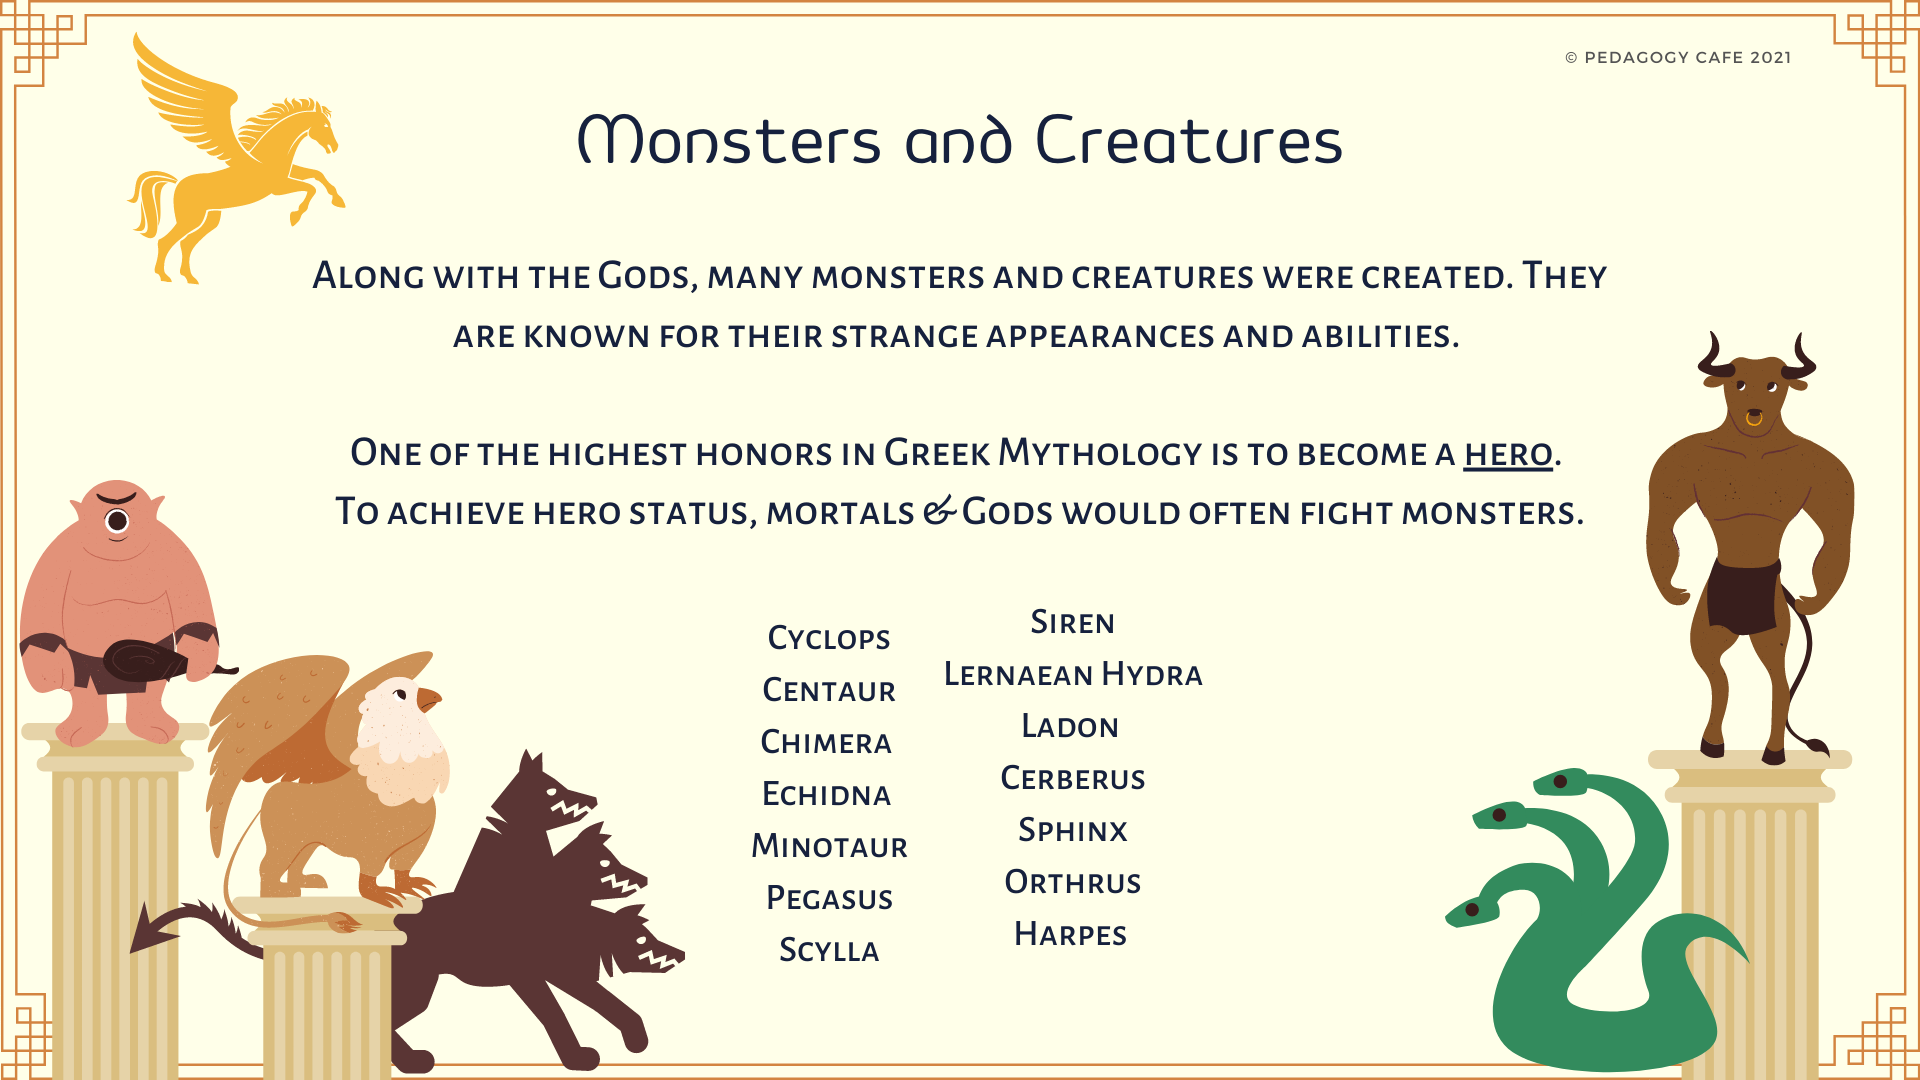 © PEDAGOGY CAFE 2021
Monsters and Creatures
Along with the Gods, many monsters and creatures were created. They
are known for their strange appearances and abilities.
One of the highest honors in Greek Mythology is to become a hero.
To achieve hero status, mortals & Gods would often fight monsters.
Cyclops
Centaur
Chimera
Echidna
Minotaur
Pegasus
Scylla
Siren
Lernaean Hydra
Ladon
Cerberus
Sphinx
Orthrus
Harpes